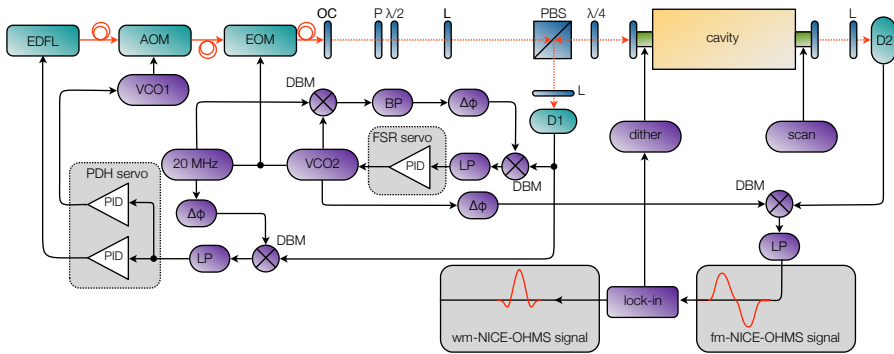 OC P λ/2 L PBS λ/4 L
EDFL AOM EOM cavity D2
VCO1 DBM BP Δϕ L
D1
FSR servo dither scan
20 MHz VCO2 PID LP
DBM
PDH servo
PID Δϕ Δϕ DBM
DBM
PID LP LP
lock-in
wm-NICE-OHMS signal fm-NICE-OHMS signal